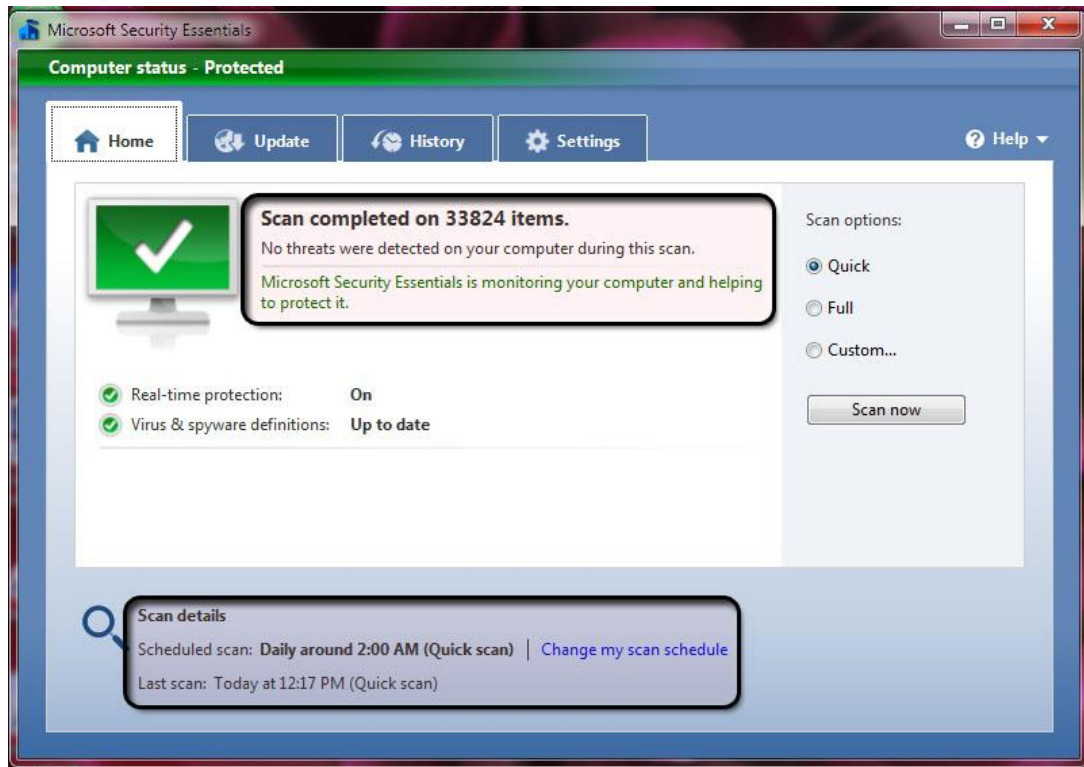 Microsoft Security Essentials
Computer status - Protected
Home
Update
History
Settings
Help
Scan completed on 33824 items.
No threats were detected on your computer during this scan.
Microsoft Security Essentials is monitoring your computer and helping
to protect it.
Real-time protection: On
Virus & spyware definitions: Up to date
Scan options:
Quick
Full
Custom...
Scan now
Scan details
Scheduled scan: Daily around 2:00 AM (Quick scan) | Change my scan schedule
Last scan: Today at 12:17 PM (Quick scan)